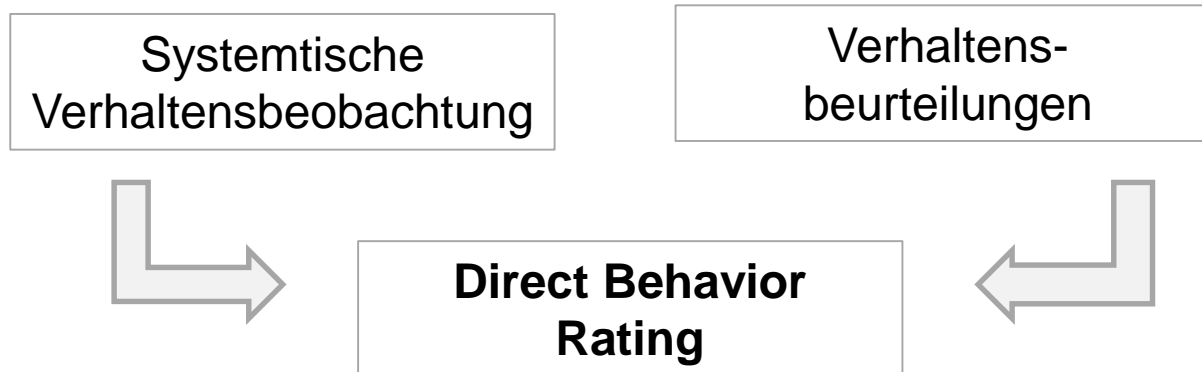 Systemtische
Verhaltensbeobachtung
Verhaltens-
beurteilungen
Direct Behavior
Rating